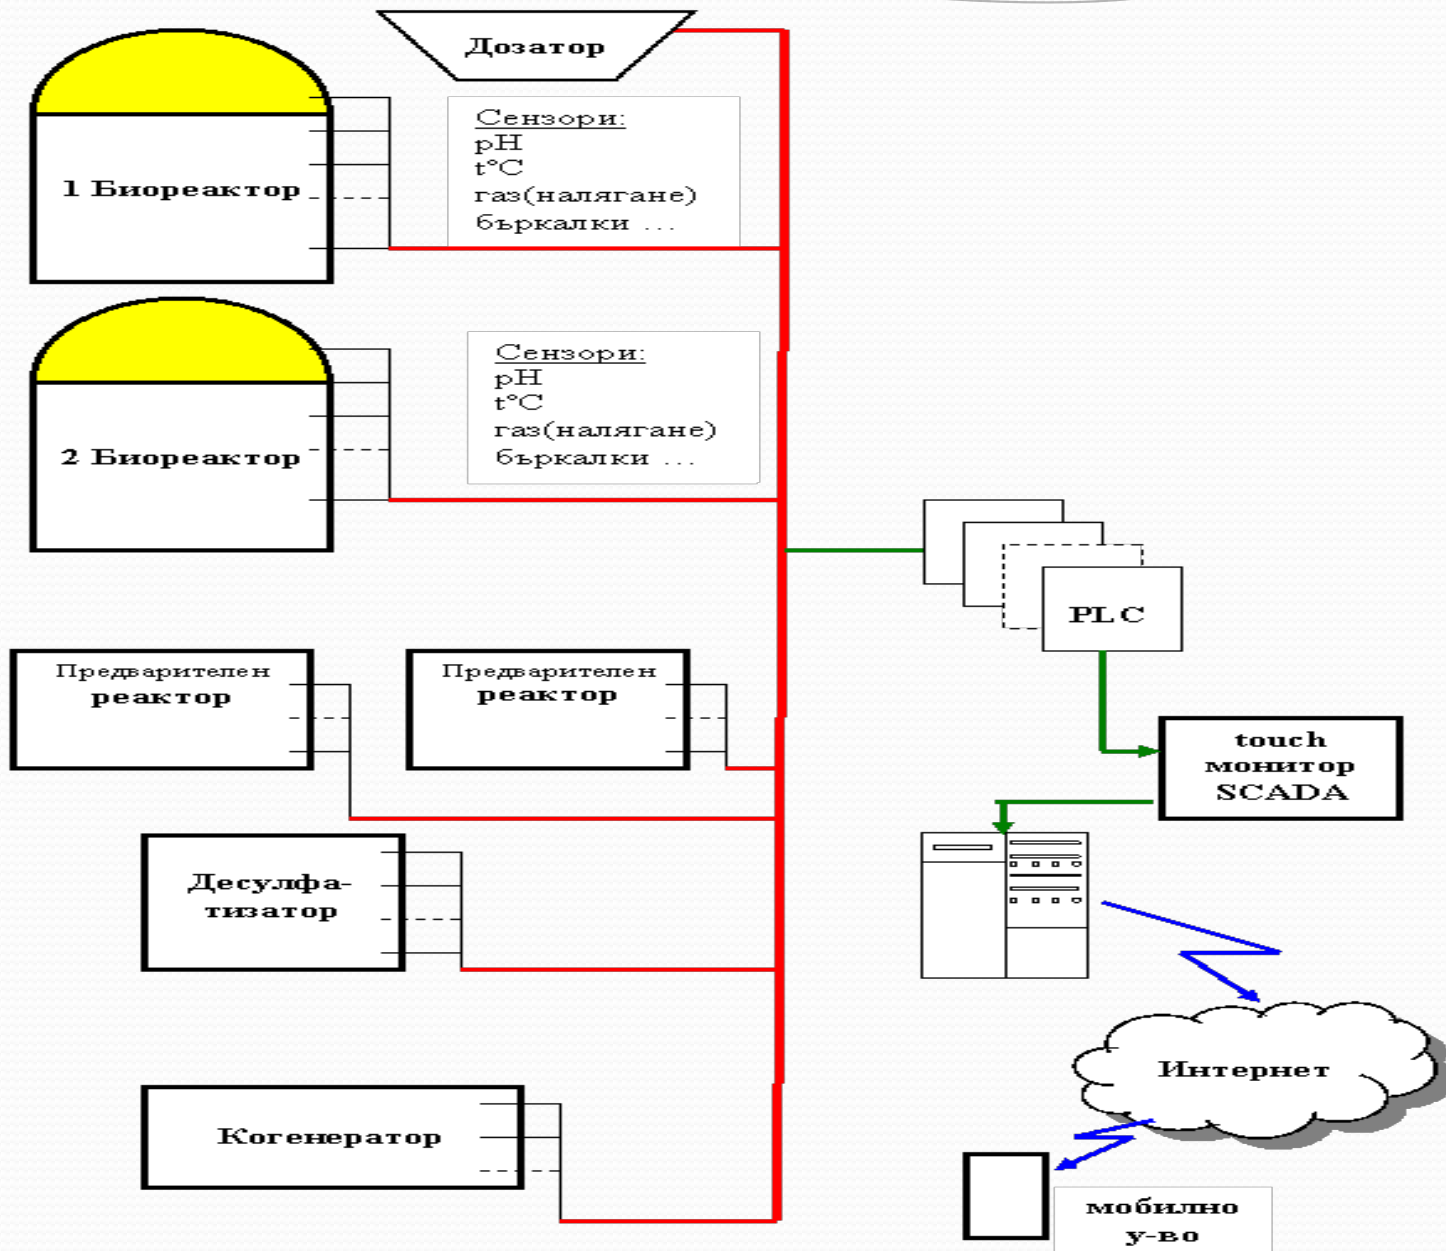 Дозатор
1 Биореактор
Сензори:
pH
t°C
газ(налягане)
бъркалки ...
2 Биореактор
Сензори:
pH
t°C
газ(налягане)
бъркалки ...
PLC
Предварителен
реактор
Предварителен
реактор
touch
монитор
SCADA
Десулфа-
тизатор
Интернет
Когенератор
мобилно
у-во